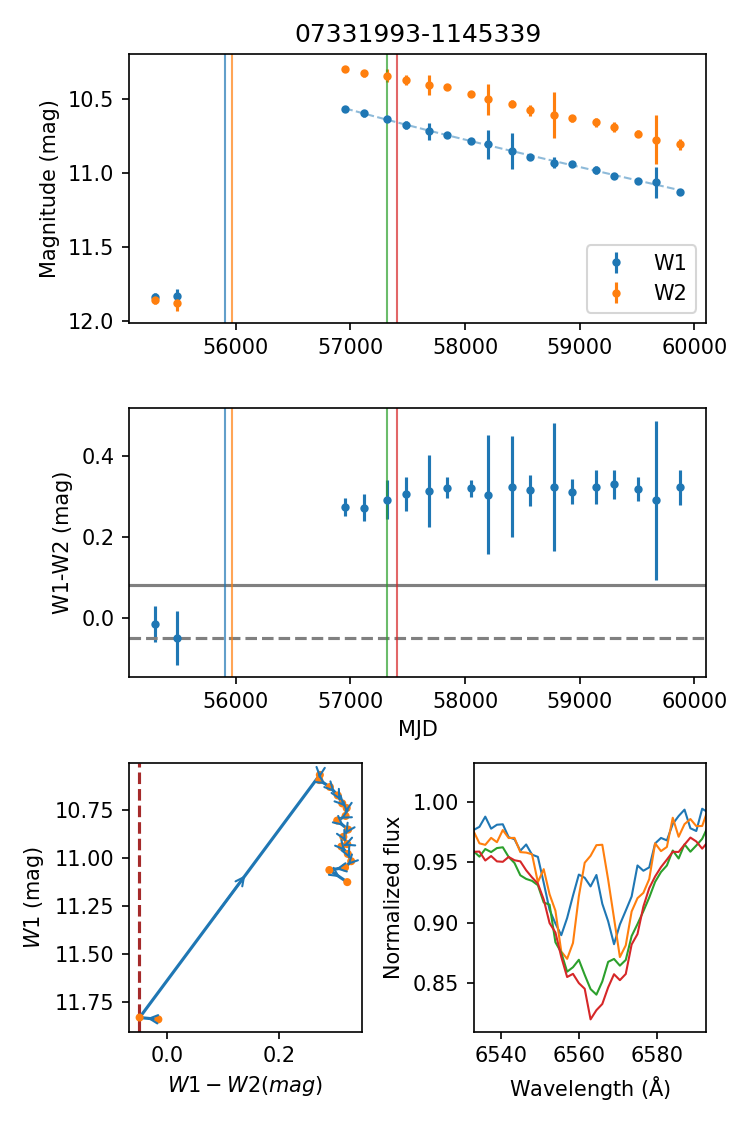 07331993-1145339
Magnitude (mag)
10.5
11.0
11.5
12.0
W1
W2
56000 57000 58000 59000 60000
W1-W2 (mag)
0.4
0.2
0.0
56000 57000 58000 59000 60000
MJD
W1 (mag)
10.75
11.00
11.25
11.50
11.75
0.0 0.2
W1 − W2(mag)
Normalized flux
1.00
0.95
0.90
0.85
6540 6560 6580
Wavelength (Å)